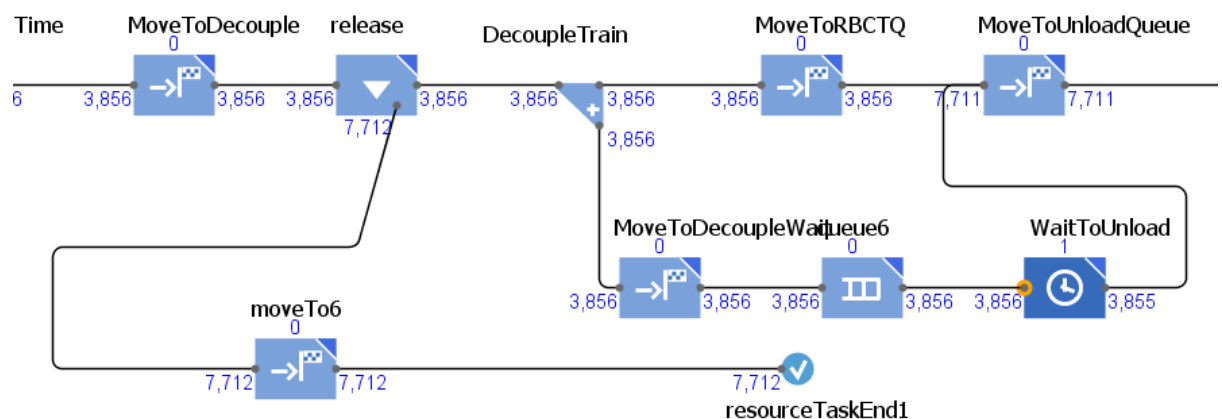 Time MoveToDecouple release DecoupleTrain MoveToRBCTQ MoveToUnloadQueue
0 0 0
6 3,856 3,856 3,856 3,856 3,856 3,856 3,856 3,856 7,711 7,711
7,712 3,856
MoveToDecoupleWait queue6 WaitToUnload
0 0 1
3,856 3,856 3,856 3,856 3,856 3,855
moveTo6
0
7,712 7,712 7,712
resourceTaskEnd1